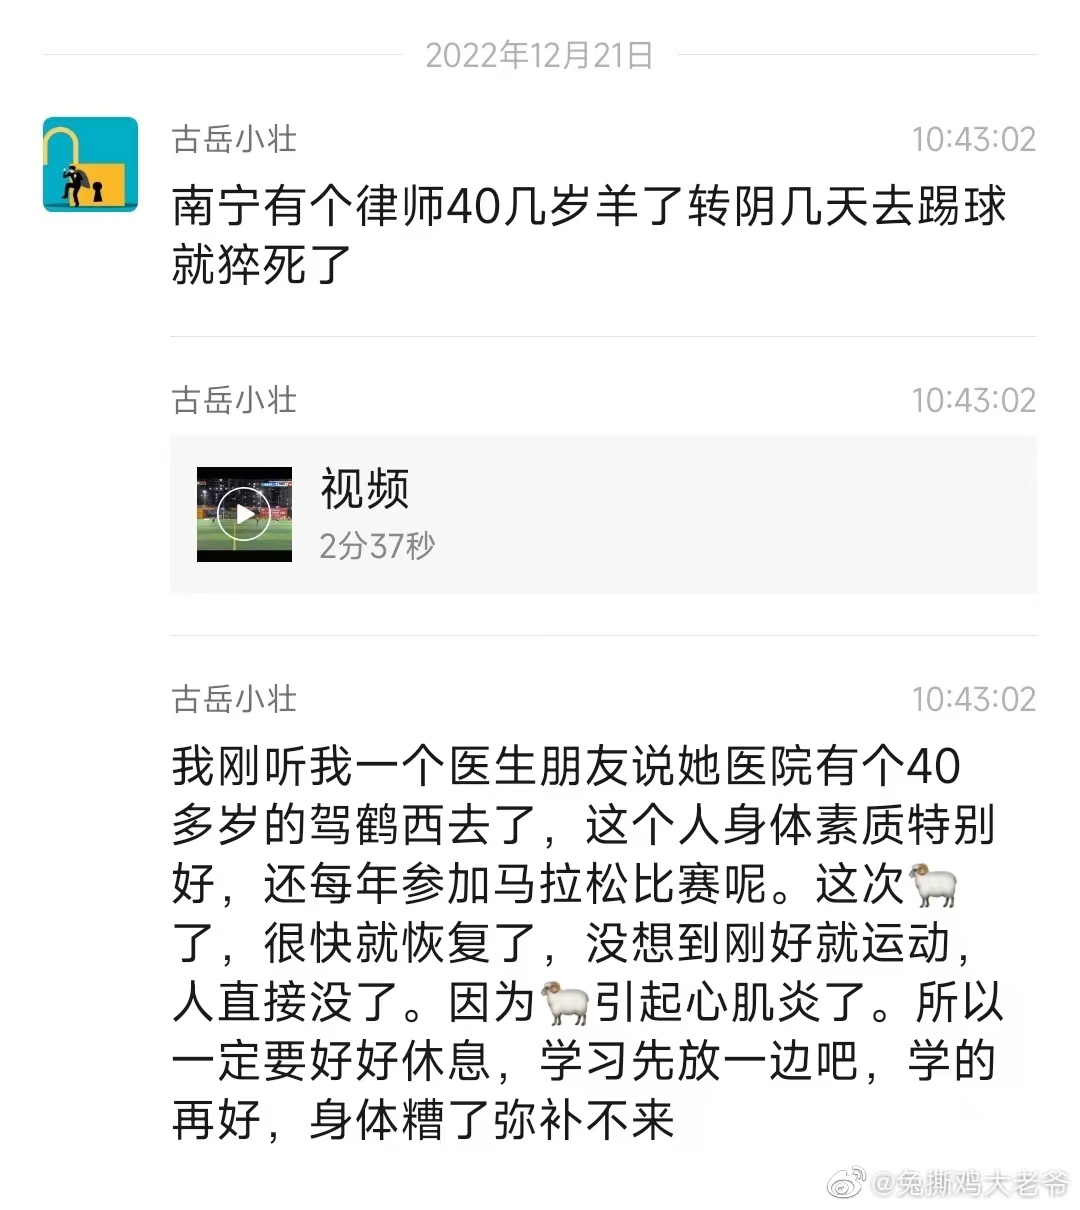 2022年12月21日
古岳小壮
10:43:02
南宁有个律师40几岁羊了转阴几天去踢球
就猝死了
古岳小壮
10:43:02
视频
2分37秒
古岳小壮
10:43:02
我刚听我一个医生朋友说她医院有个40
多岁的驾鹤西去了，这个人身体素质特别
好，还每年参加马拉松比赛呢。这次🐏
了，很快就恢复了，没想到刚好就运动，
人直接没了。因为🐏引起心肌炎了。所以
一定要好好休息，学习先放一边吧，学的
再好，身体糟了弥补不来
@兔撕鸡大老爷